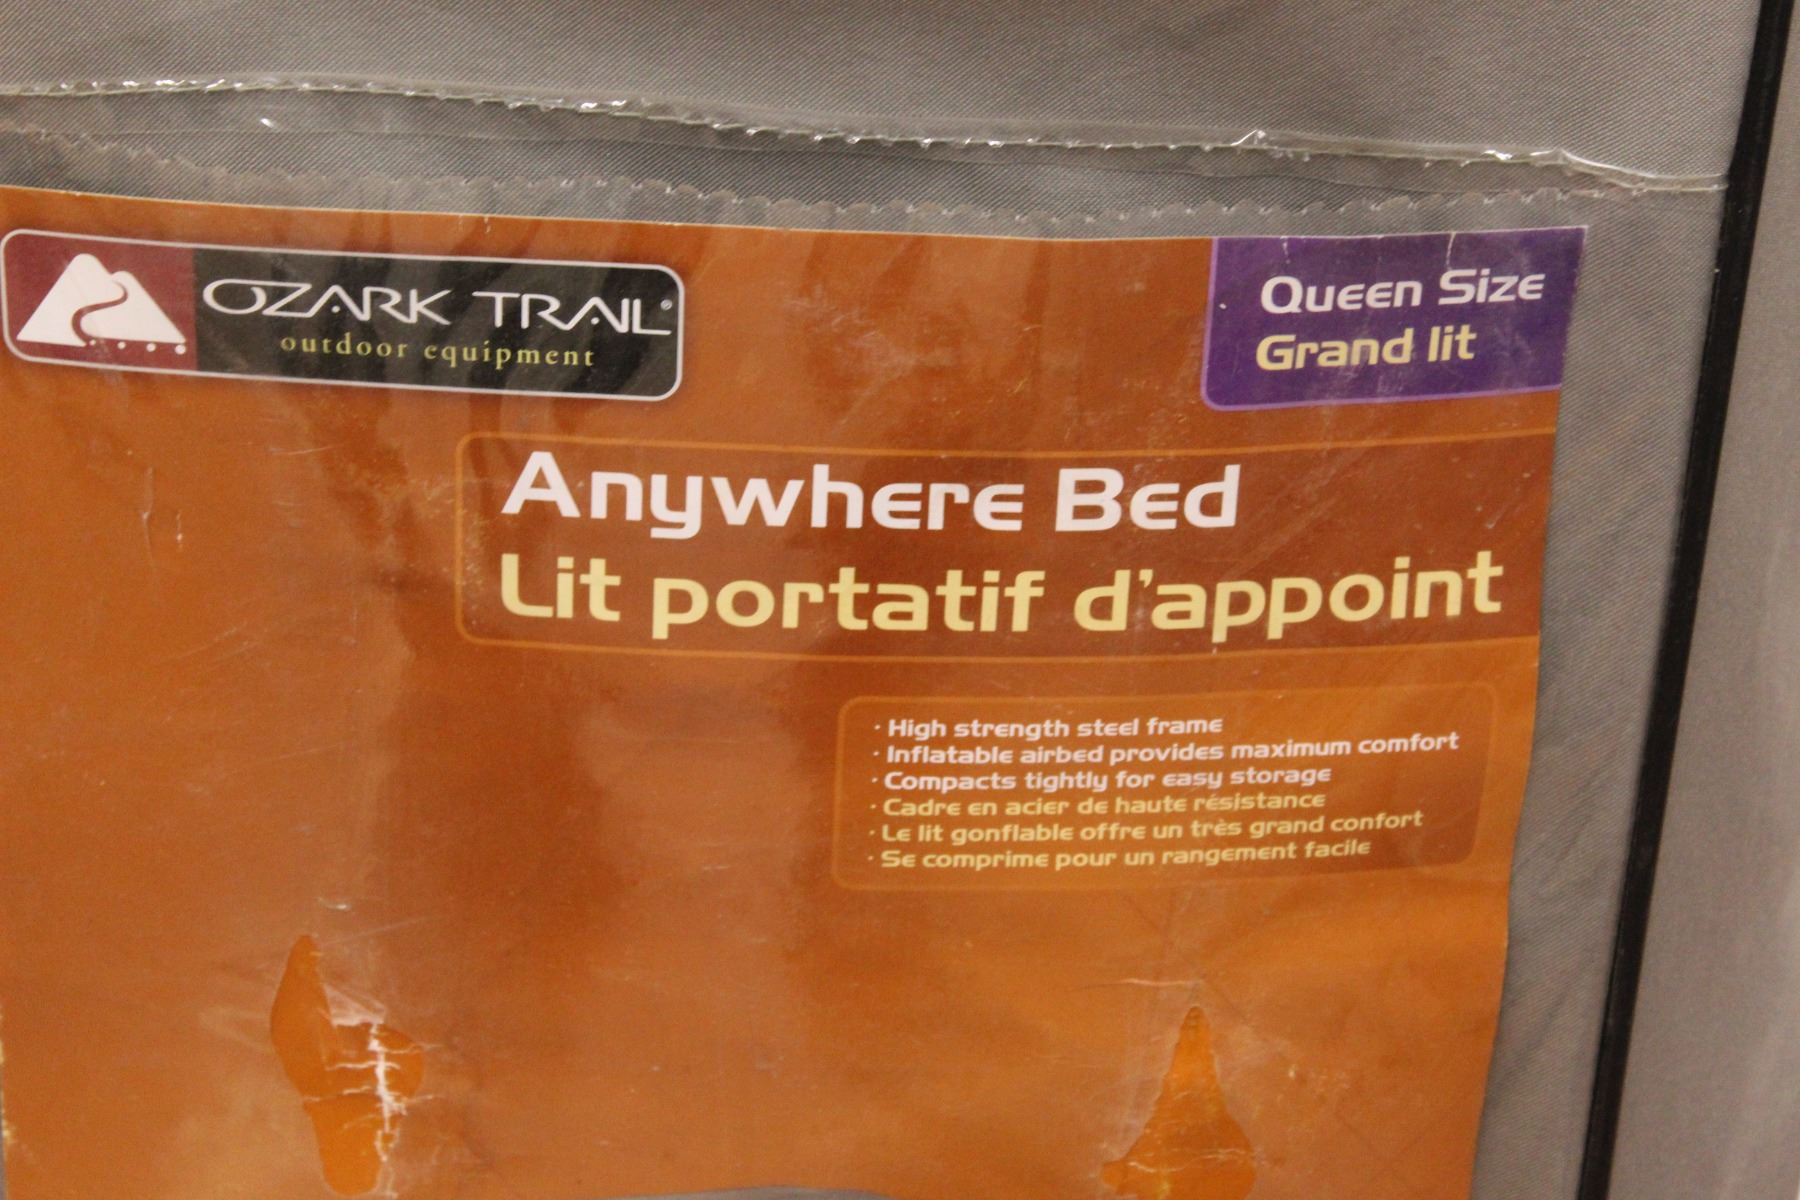 OZARK TRAIL®
outdoor equipment
Queen Size
Grand lit
Anywhere Bed
Lit portatif d'appoint
· High strength steel frame
· Inflatable airbed provides maximum comfort
· Compacts tightly for easy storage
· Cadre en acier de haute résistance
· Le lit gonflable offre un très grand confort
· Se comprime pour un rangement facile